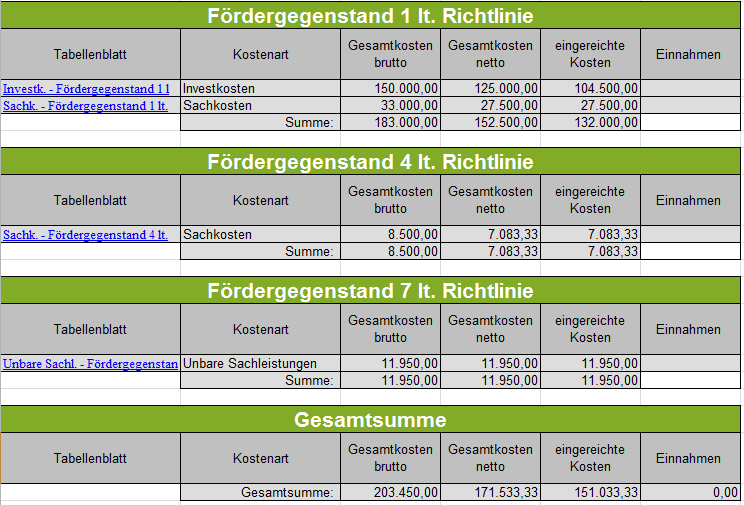 Fördergegenstand 1 lt. Richtlinie
Tabellenblatt Kostenart Gesamtkosten brutto Gesamtkosten netto eingereichte Kosten Einnahmen
Investk. - Fördergegenstand 1 l Investkosten 150.000,00 125.000,00 104.500,00
Sachk. - Fördergegenstand 1 lt. Sachkosten 33.000,00 27.500,00 27.500,00
Summe: 183.000,00 152.500,00 132.000,00
Fördergegenstand 4 lt. Richtlinie
Tabellenblatt Kostenart Gesamtkosten brutto Gesamtkosten netto eingereichte Kosten Einnahmen
Sachk. - Fördergegenstand 4 lt. Sachkosten 8.500,00 7.083,33 7.083,33
Summe: 8.500,00 7.083,33 7.083,33
Fördergegenstand 7 lt. Richtlinie
Tabellenblatt Kostenart Gesamtkosten brutto Gesamtkosten netto eingereichte Kosten Einnahmen
Unbare Sachl. - Fördergegenstan Unbare Sachleistungen 11.950,00 11.950,00 11.950,00
Summe: 11.950,00 11.950,00 11.950,00
Gesamtsumme
Tabellenblatt Kostenart Gesamtkosten brutto Gesamtkosten netto eingereichte Kosten Einnahmen
Gesamtsumme: 203.450,00 171.533,33 151.033,33 0,00